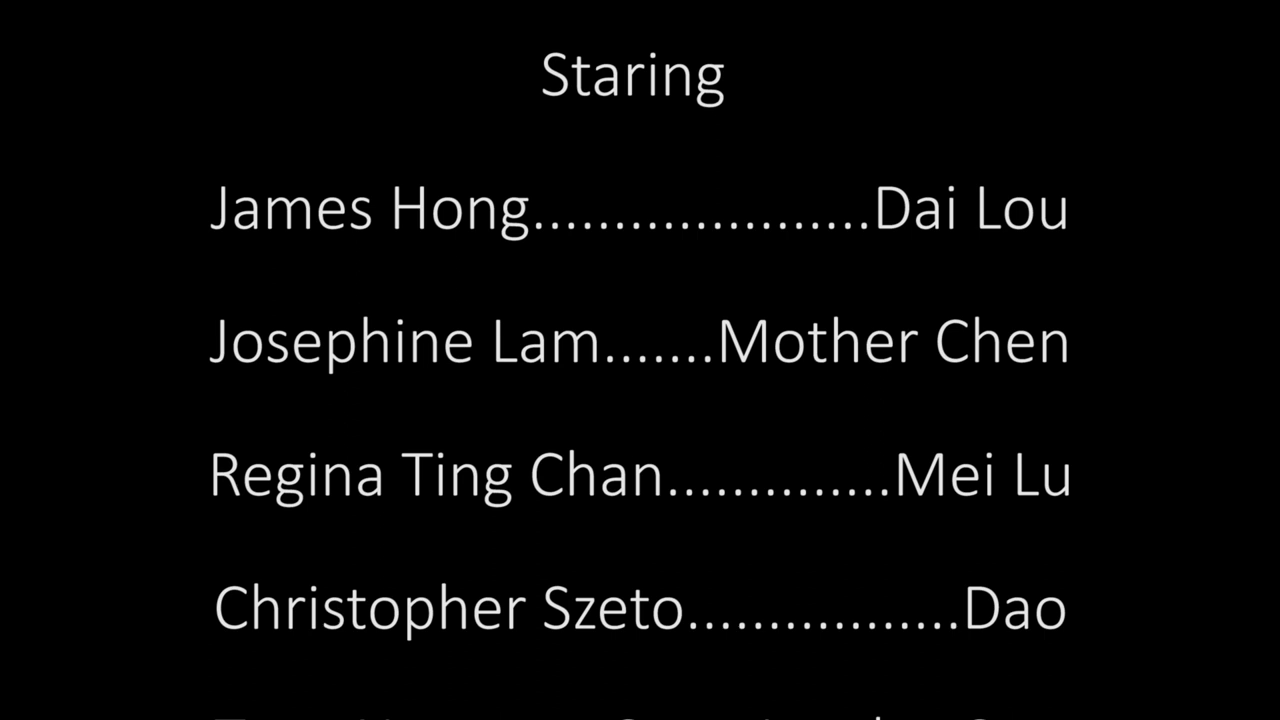 Staring
James Hong.....................Dai Lou
Josephine Lam.......Mother Chen
Regina Ting Chan..............Mei Lu
Christopher Szeto.................Dao